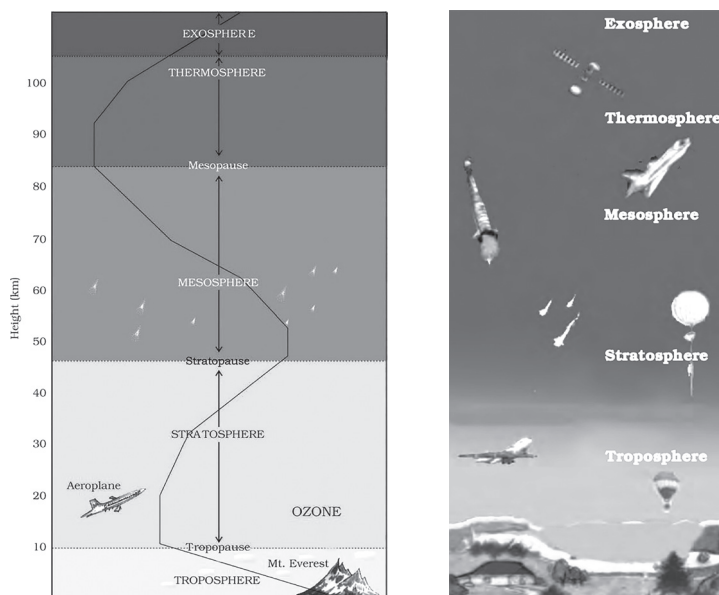 EXOSPHERE
THERMOSPHERE
100
90
Mesopause
80
70
MESOSPHERE
60
Height (km)
50
Stratopause
40
STRATOSPHERE
30
Aeroplane
20
OZONE
10
Tropopause
Mt. Everest
TROPOSPHERE
Exosphere
Thermosphere
Mesosphere
Stratosphere
Troposphere